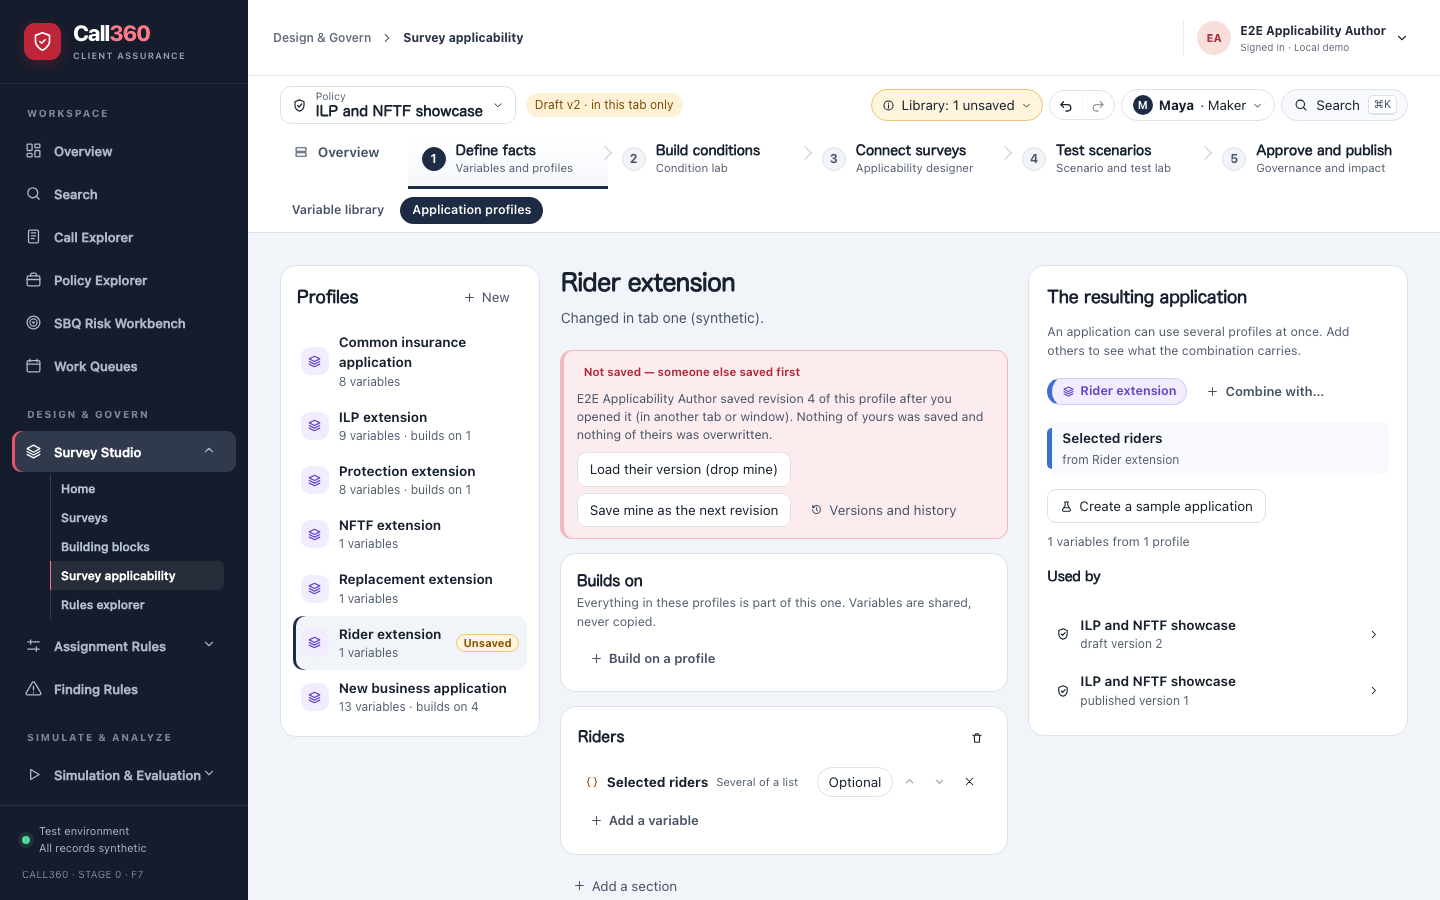 Call360
CLIENT ASSURANCE
WORKSPACE
Overview
Search
Call Explorer
Policy Explorer
SBQ Risk Workbench
Work Queues
DESIGN & GOVERN
Survey Studio
Home
Surveys
Building blocks
Survey applicability
Rules explorer
Assignment Rules
Finding Rules
SIMULATE & ANALYZE
Simulation & Evaluation
Test environment
All records synthetic
CALL360 · STAGE 0 · F7
Design & Govern > Survey applicability
EA
E2E Applicability Author
Signed in · Local demo
Policy
ILP and NFTF showcase
Draft v2 · in this tab only
Library: 1 unsaved
M Maya · Maker
Search ⌘K
Overview
1 Define facts
Variables and profiles
2 Build conditions
Condition lab
3 Connect surveys
Applicability designer
4 Test scenarios
Scenario and test lab
5 Approve and publish
Governance and impact
Variable library
Application profiles
Profiles
+ New
Common insurance
application
8 variables
ILP extension
9 variables · builds on 1
Protection extension
8 variables · builds on 1
NFTF extension
1 variables
Replacement extension
1 variables
Rider extension
1 variables
Unsaved
New business application
13 variables · builds on 4
Rider extension
Changed in tab one (synthetic).
Not saved — someone else saved first
E2E Applicability Author saved revision 4 of this profile after you
opened it (in another tab or window). Nothing of yours was saved and
nothing of theirs was overwritten.
Load their version (drop mine)
Save mine as the next revision
Versions and history
Builds on
Everything in these profiles is part of this one. Variables are shared,
never copied.
+ Build on a profile
Riders
{} Selected riders Several of a list Optional
+ Add a variable
+ Add a section
The resulting application
An application can use several profiles at once. Add
others to see what the combination carries.
Rider extension
+ Combine with...
Selected riders
from Rider extension
Create a sample application
1 variables from 1 profile
Used by
ILP and NFTF showcase
draft version 2
ILP and NFTF showcase
published version 1